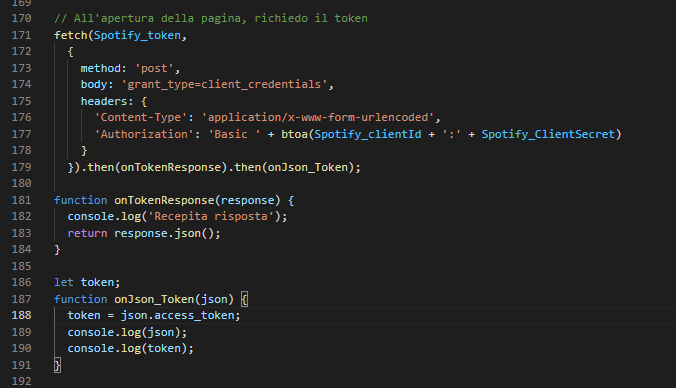 169
170 // All'apertura della pagina, richiedo il token
171 fetch(Spotify_token,
172 {
173 method: 'post',
174 body: 'grant_type=client_credentials',
175 headers: {
176 'Content-Type': 'application/x-www-form-urlencoded',
177 'Authorization': 'Basic ' + btoa(Spotify_clientId + ':' + Spotify_ClientSecret)
178 }
179 }).then(onTokenResponse).then(onJson_Token);
180
181 function onTokenResponse(response) {
182 console.log('Recepita risposta');
183 return response.json();
184 }
185
186 let token;
187 function onJson_Token(json) {
188 token = json.access_token;
189 console.log(json);
190 console.log(token);
191 }
192